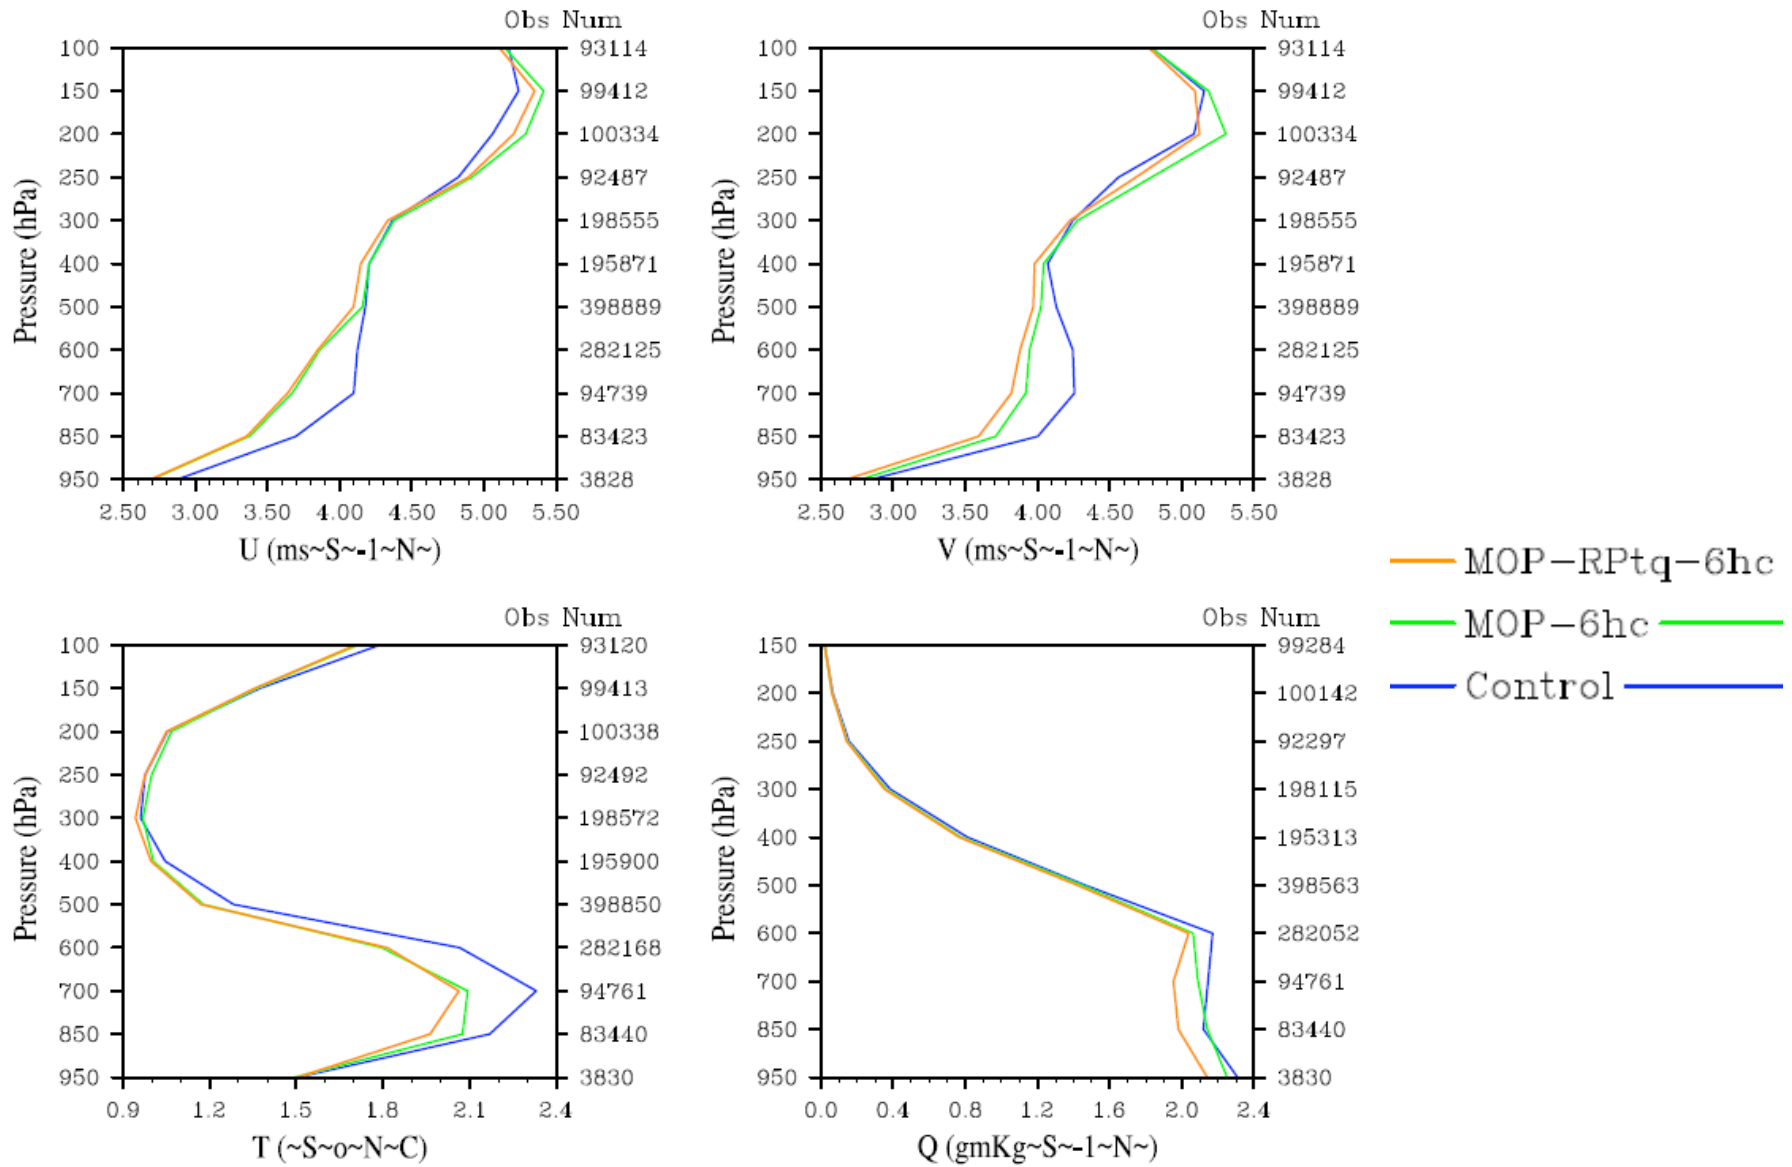 Obs Num
100 93114
150 99412
200 100334
250 92487
300 198555
400 195871
500 398889
600 282125
700 94739
850 83423
950 3828
2.50 3.00 3.50 4.00 4.50 5.00 5.50
Pressure (hPa)
U (ms~S~-1~N~)
Obs Num
100 93114
150 99412
200 100334
250 92487
300 198555
400 195871
500 398889
600 282125
700 94739
850 83423
950 3828
2.50 3.00 3.50 4.00 4.50 5.00 5.50
Pressure (hPa)
V (ms~S~-1~N~)
MOP-RPtq-6hc
MOP-6hc
Control
Obs Num
100 93120
150 99413
200 100338
250 92492
300 198572
400 195900
500 398850
600 282168
700 94761
850 83440
950 3830
0.9 1.2 1.5 1.8 2.1 2.4
Pressure (hPa)
T (~S~o~N~C)
Obs Num
150 99284
200 100142
250 92297
300 198115
400 195313
500 398563
600 282052
700 94761
850 83440
950 3830
0.0 0.4 0.8 1.2 1.6 2.0 2.4
Pressure (hPa)
Q (gmKg~S~-1~N~)